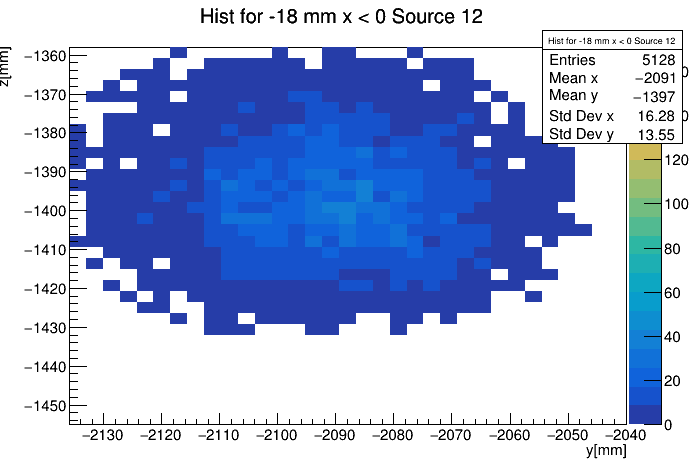 Hist for -18 mm x < 0 Source 12
z[mm]
Hist for -18 mm x < 0 Source 12
Entries 5128
Mean x −2091
Mean y −1397
Std Dev x 16.28
Std Dev y 13.55
−1360
−1370
−1380
−1390
−1400
−1410
−1420
−1430
−1440
−1450
120
100
80
60
40
20
0
−2130 −2120 −2110 −2100 −2090 −2080 −2070 −2060 −2050 −2040
y[mm]